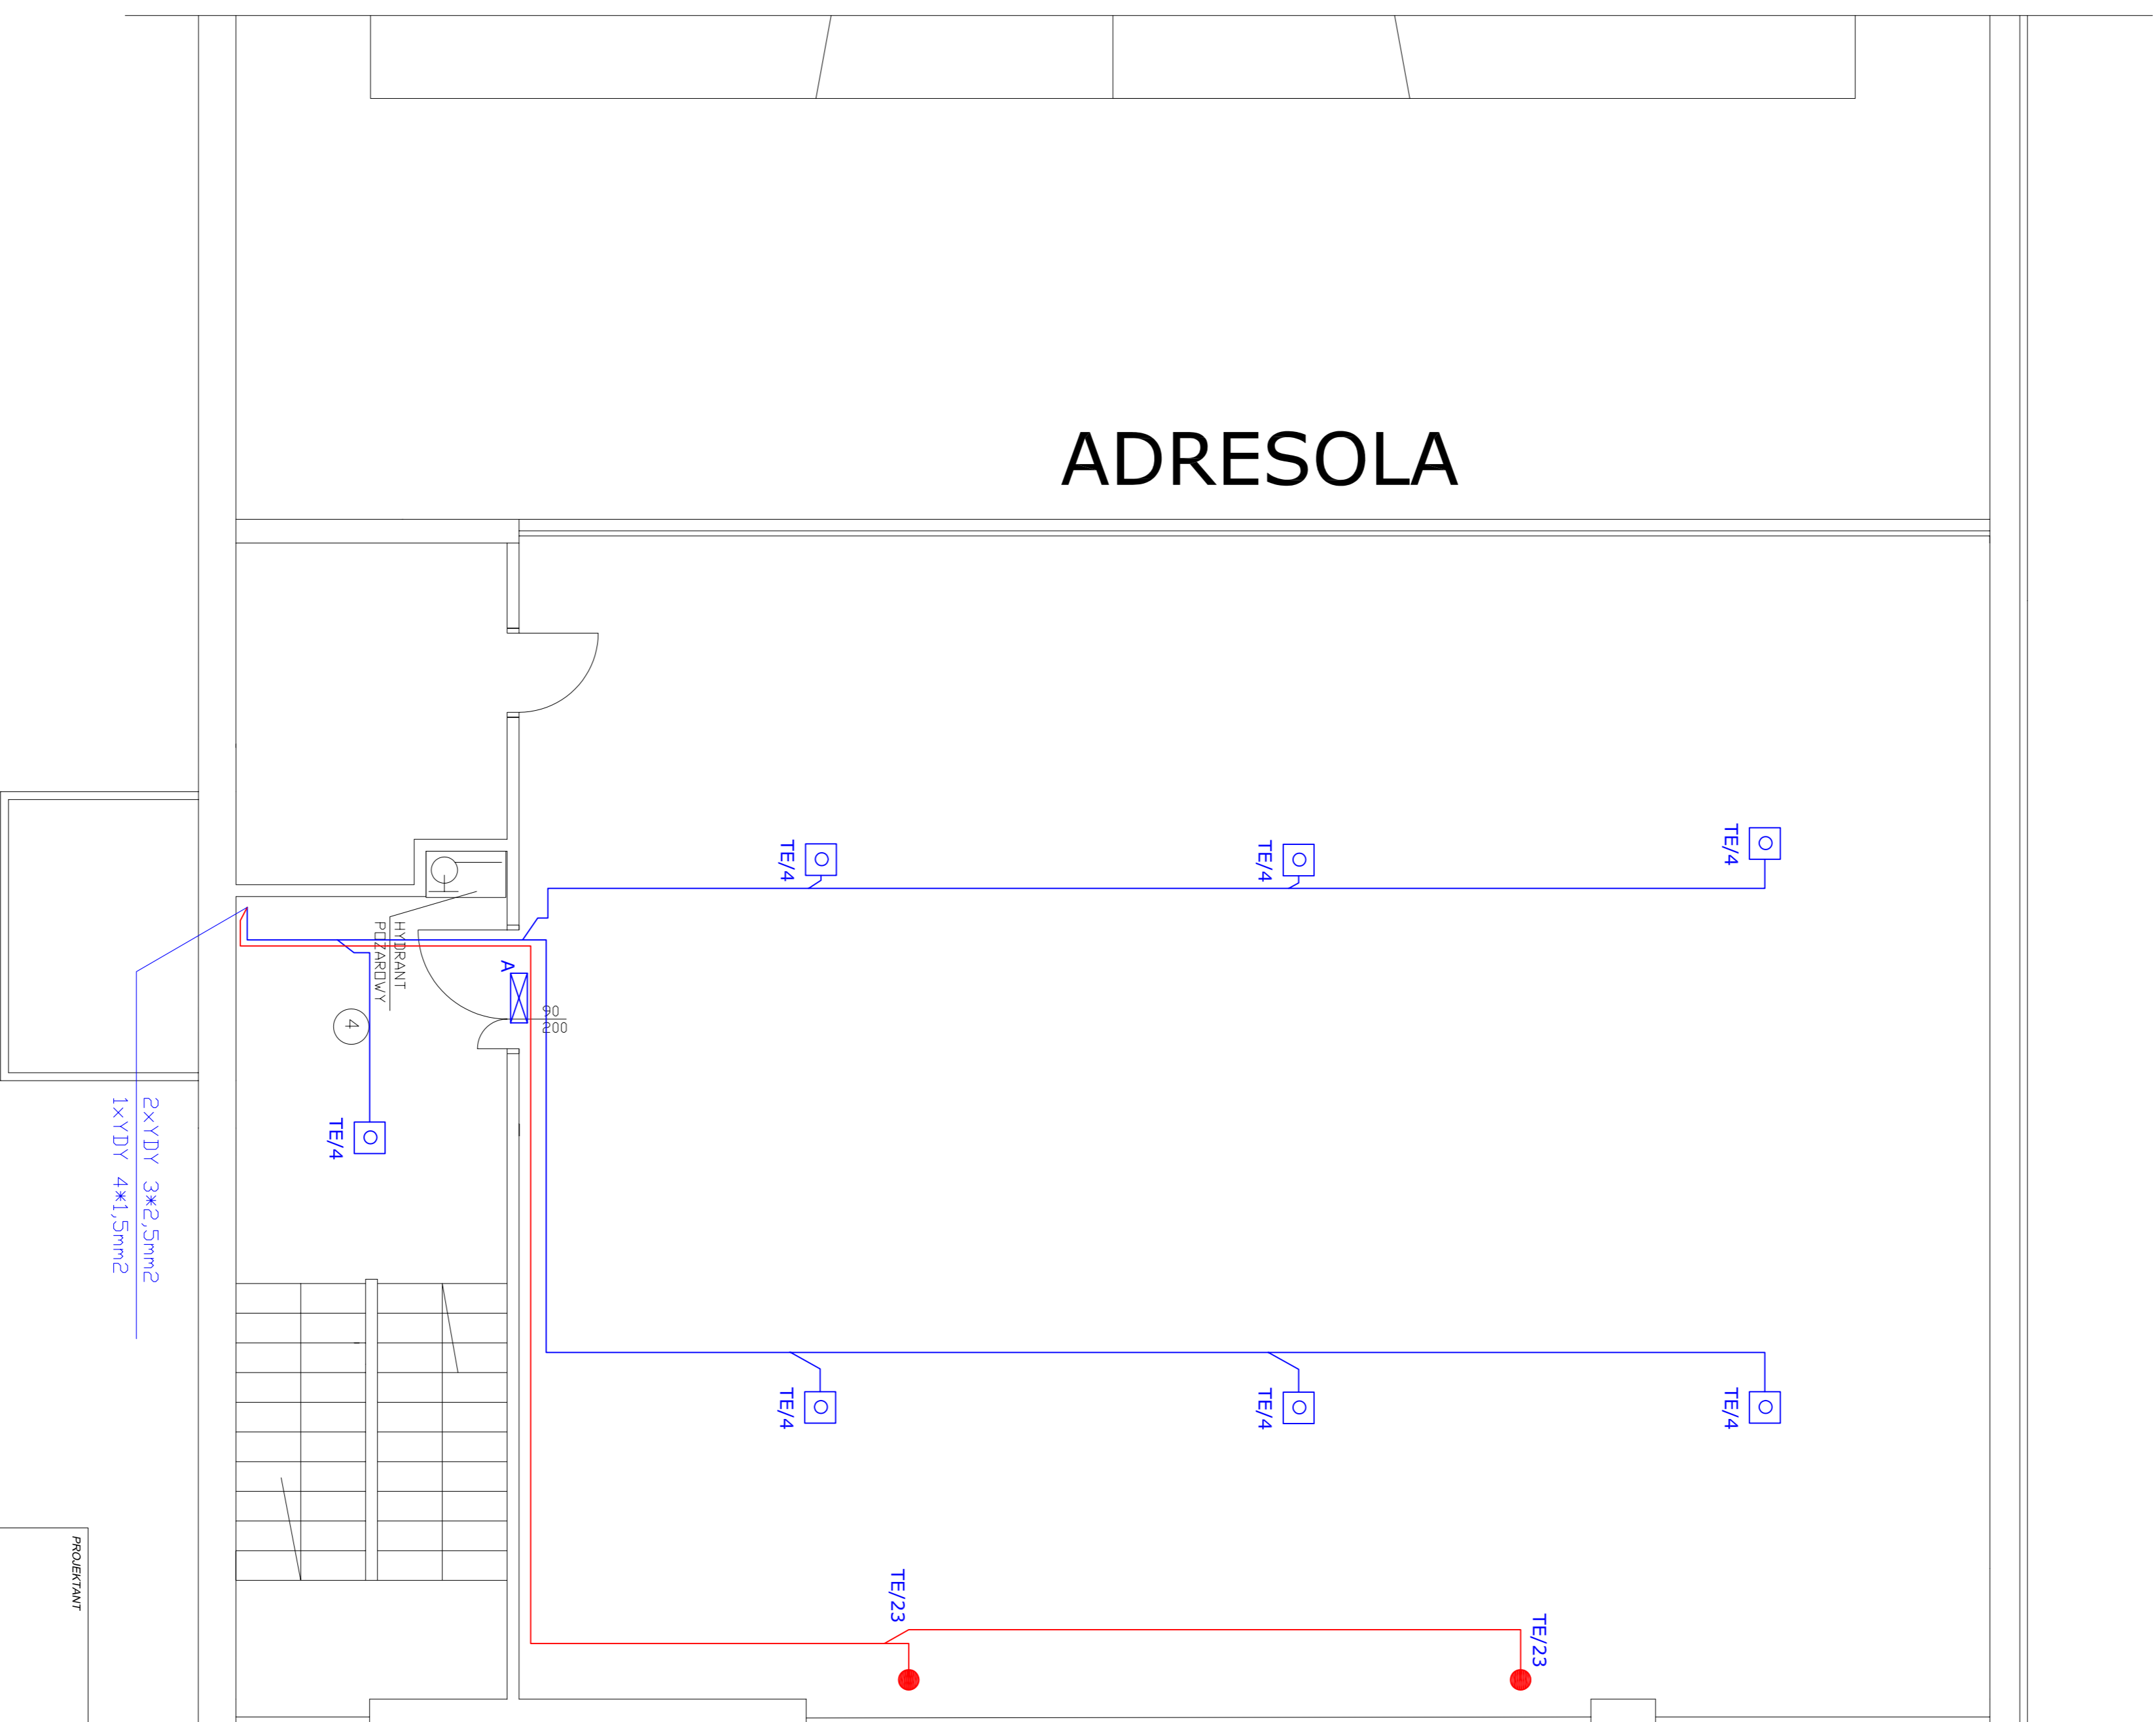 ADRESOLA
TE/4
TE/4
TE/4
HYDRANT
POZAROWY
A
90
200
4
TE/4
2xYDY 3*2,5mm2
1xYDY 4*1,5mm2
TE/4
TE/4
TE/4
TE/23
TE/23
PROJEKTANT